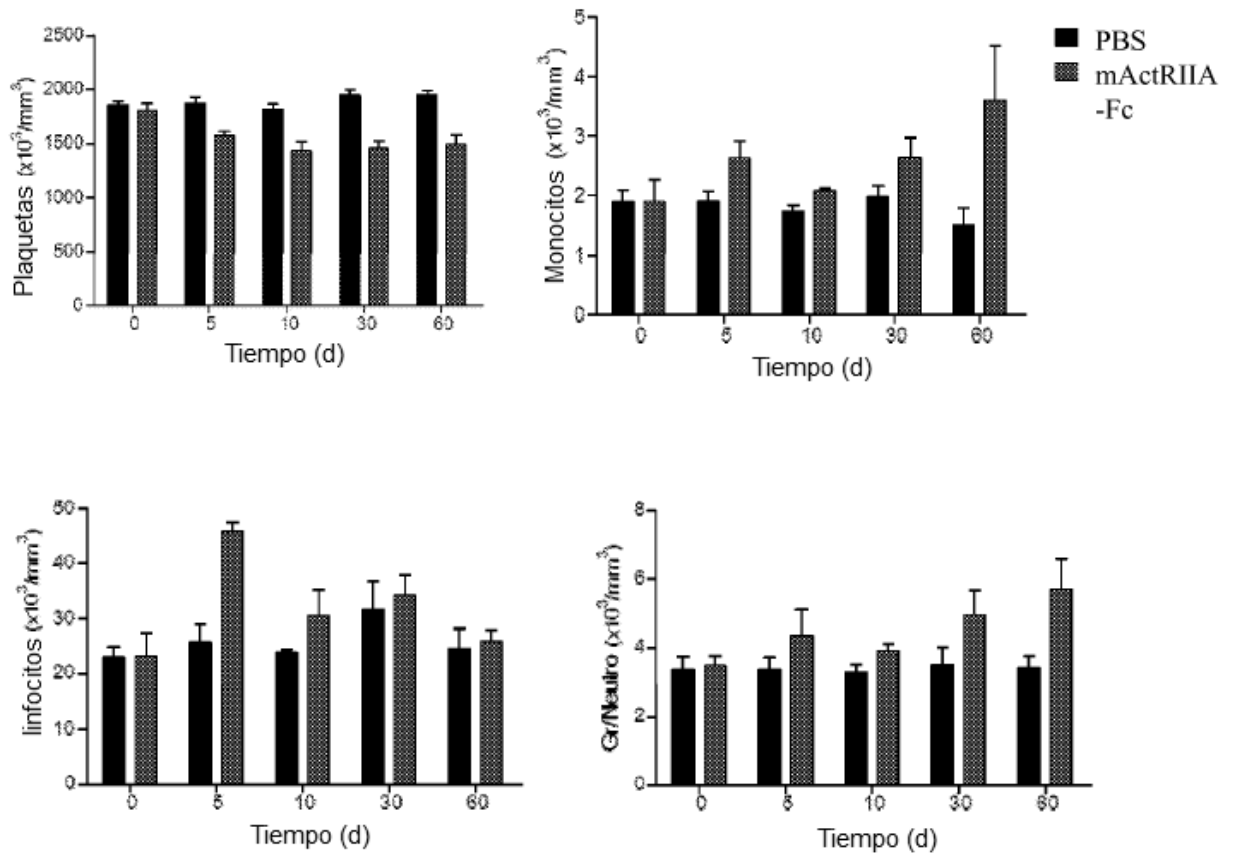 2500
2000
1500
1000
500
0
Plaquetas (x10³/mm³)
0 5 10 30 60
Tiempo (d)
5
4
3
2
1
0
Monocitos (x10³/mm³)
0 5 10 30 60
Tiempo (d)
PBS
mActRIIA
-Fc
50
40
30
20
10
0
linfocitos (x10³/mm³)
0 5 10 30 60
Tiempo (d)
8
6
4
2
0
Gr/Neutro (x10³/mm³)
0 5 10 30 60
Tiempo (d)